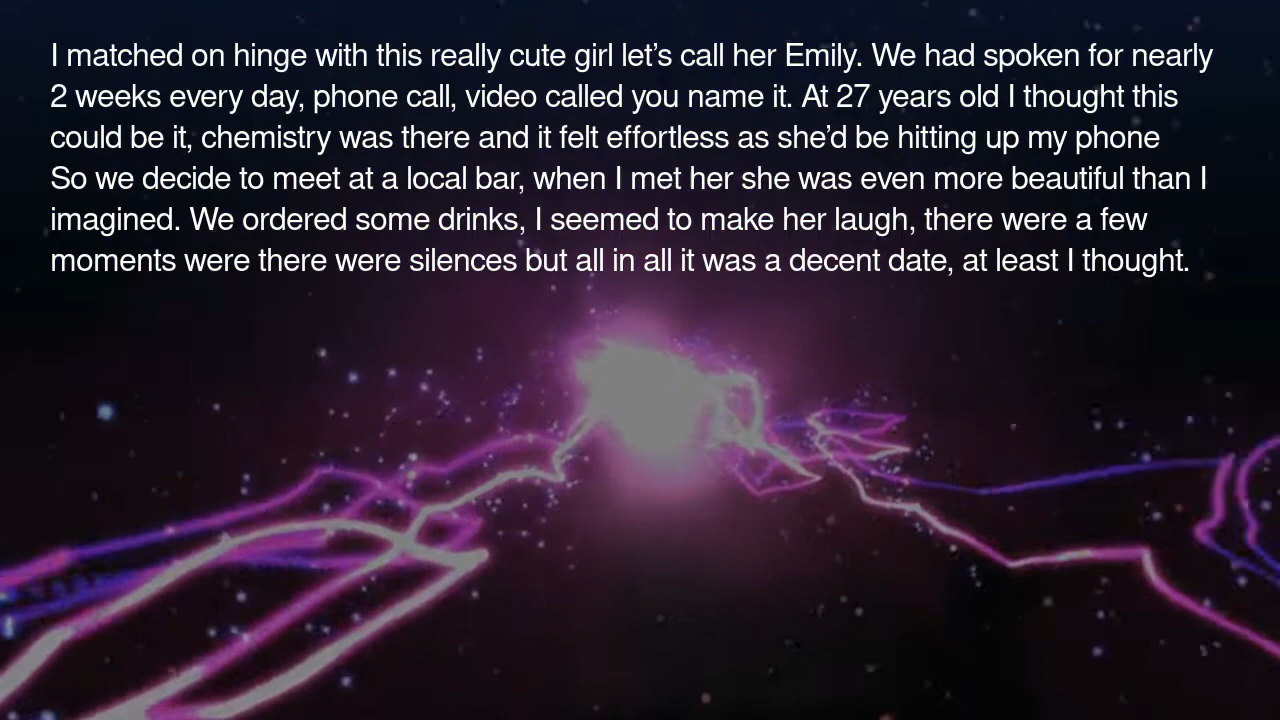 I matched on hinge with this really cute girl let’s call her Emily. We had spoken for nearly
2 weeks every day, phone call, video called you name it. At 27 years old I thought this
could be it, chemistry was there and it felt effortless as she’d be hitting up my phone
So we decide to meet at a local bar, when I met her she was even more beautiful than I
imagined. We ordered some drinks, I seemed to make her laugh, there were a few
moments were there were silences but all in all it was a decent date, at least I thought.